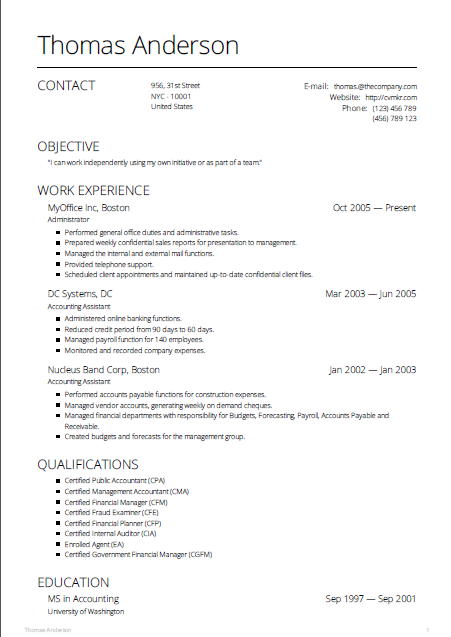 Thomas Anderson
CONTACT
956, 31st Street
NYC - 10001
United States
E-mail: thomas@thecompany.com
Website: http://cvmkr.com
Phone: (123) 456 789
(456) 789 123
OBJECTIVE
"I can work independently using my own initiative or as part of a team."
WORK EXPERIENCE
MyOffice Inc, Boston Oct 2005 — Present
Administrator
Performed general office duties and administrative tasks.
Prepared weekly confidential sales reports for presentation to management.
Managed the internal and external mail functions.
Provided telephone support.
Scheduled client appointments and maintained up-to-date confidential client files.
DC Systems, DC Mar 2003 — Jun 2005
Accounting Assistant
Administered online banking functions.
Reduced credit period from 90 days to 60 days.
Managed payroll function for 140 employees.
Monitored and recorded company expenses.
Nucleus Band Corp, Boston Jan 2002 — Jan 2003
Accounting Assistant
Performed accounts payable functions for construction expenses.
Managed vendor accounts, generating weekly on demand cheques.
Managed financial departments with responsibility for Budgets, Forecasting, Payroll, Accounts Payable and
Receivable.
Created budgets and forecasts for the management group.
QUALIFICATIONS
Certified Public Accountant (CPA)
Certified Management Accountant (CMA)
Certified Financial Manager (CFM)
Certified Fraud Examiner (CFE)
Certified Financial Planner (CFP)
Certified Internal Auditor (CIA)
Enrolled Agent (EA)
Certified Government Financial Manager (CGFM)
EDUCATION
MS in Accounting Sep 1997 — Sep 2001
University of Washington
Thomas Anderson 1